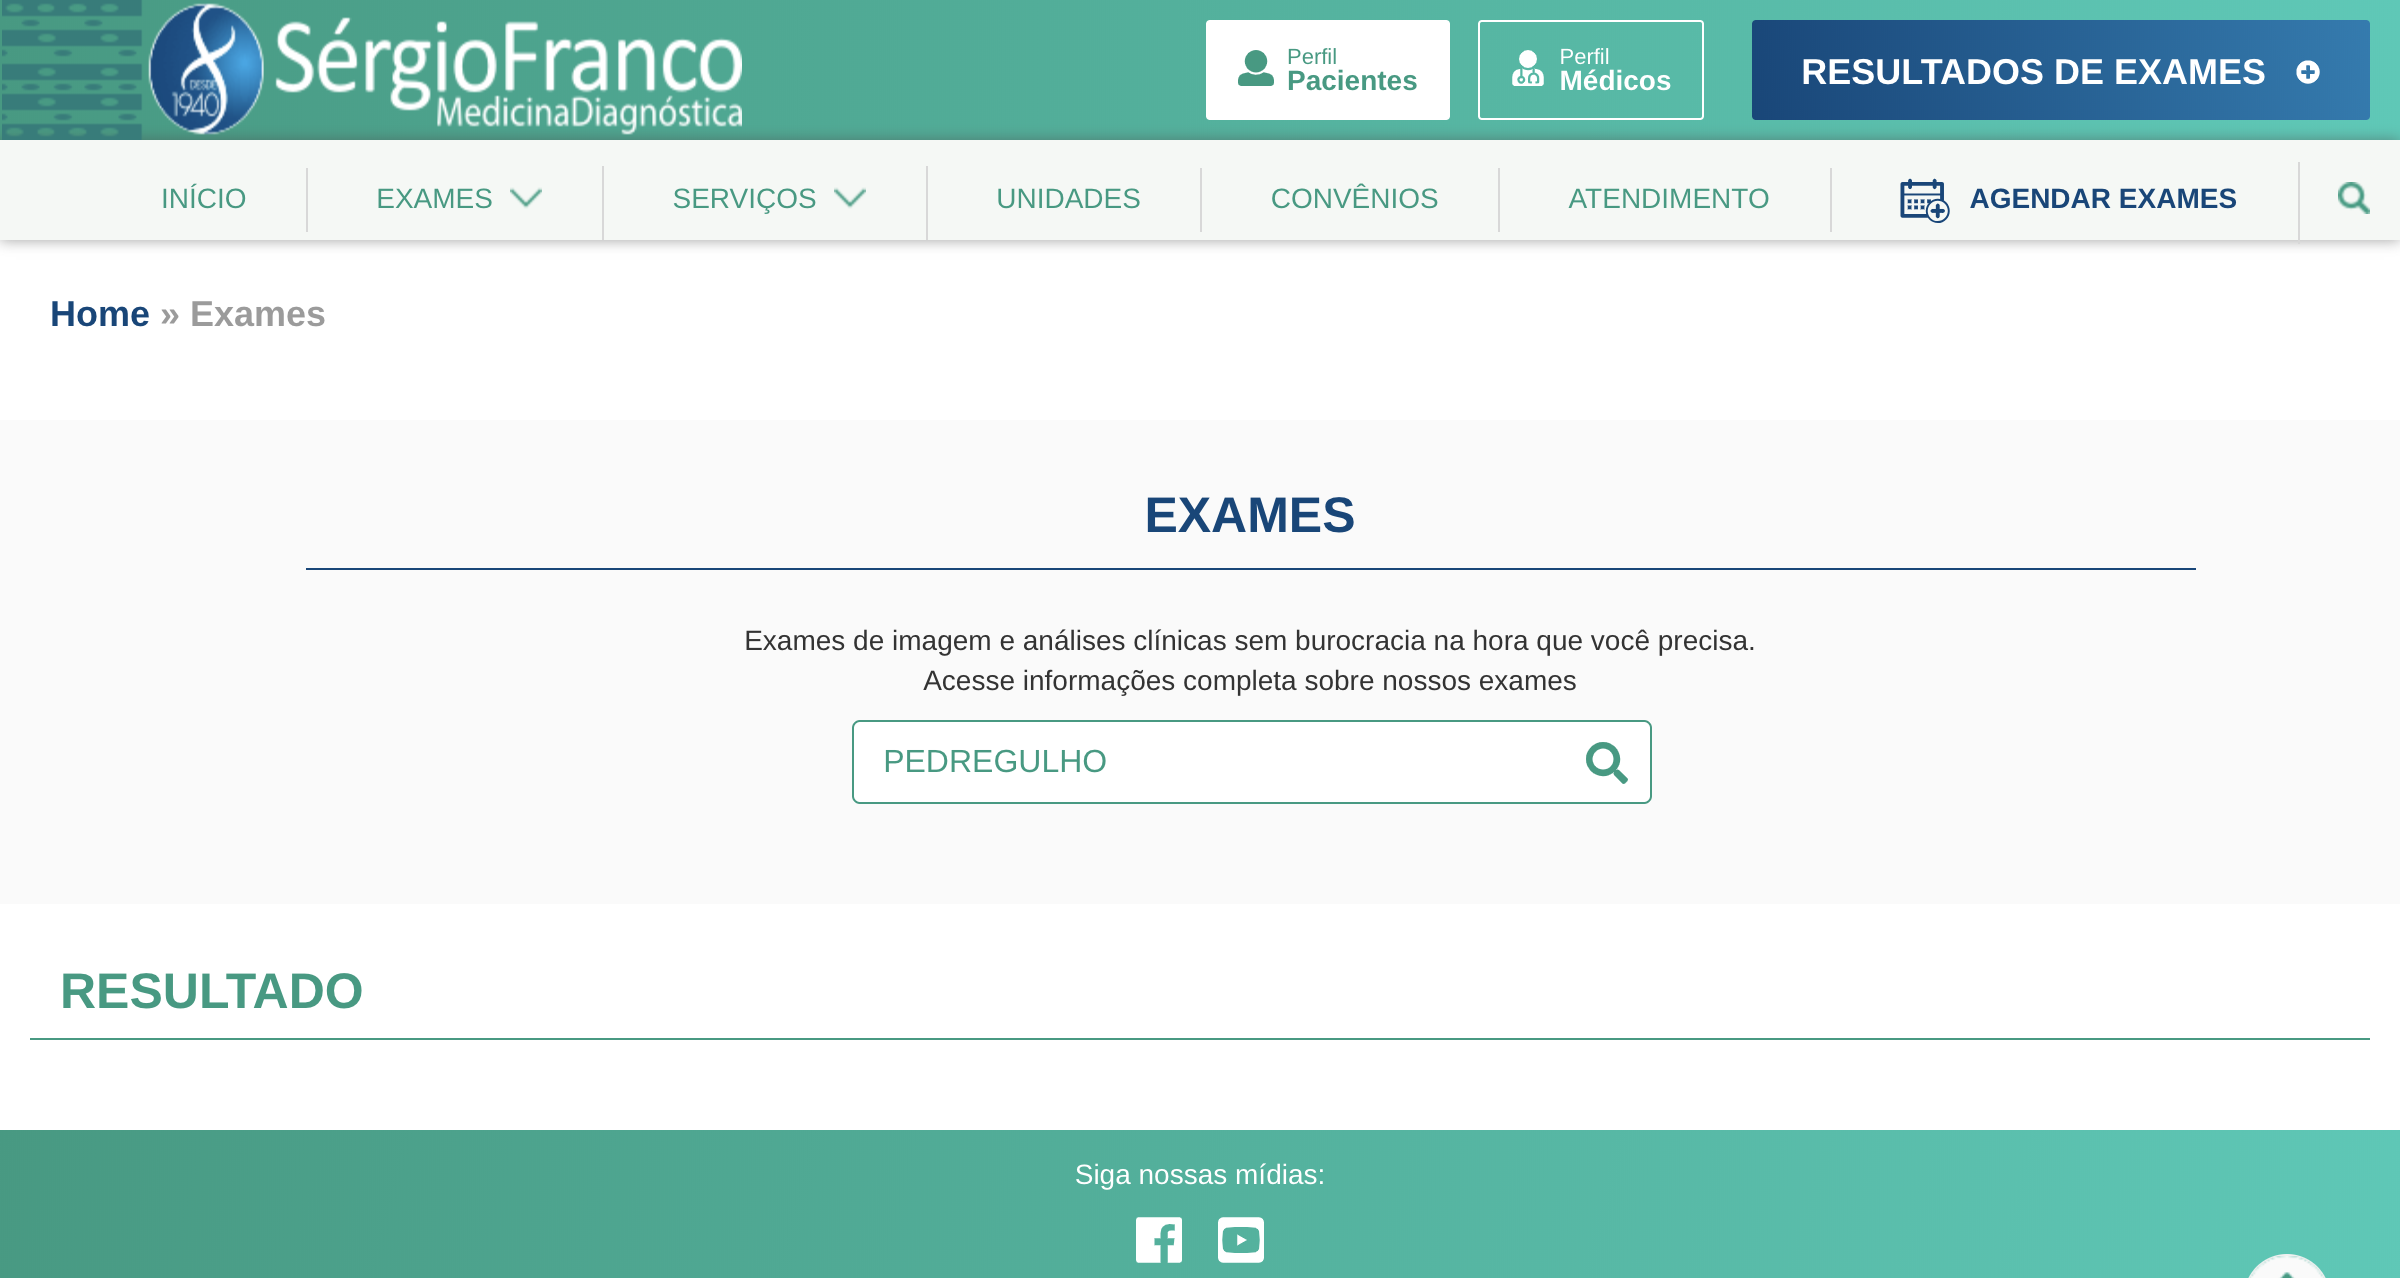 DESDE
1940
SérgioFranco
MedicinaDiagnóstica
Perfil
Pacientes
Perfil
Médicos
RESULTADOS DE EXAMES
INÍCIO
EXAMES
SERVIÇOS
UNIDADES
CONVÊNIOS
ATENDIMENTO
AGENDAR EXAMES
Home » Exames
EXAMES
Exames de imagem e análises clínicas sem burocracia na hora que você precisa.
Acesse informações completa sobre nossos exames
PEDREGULHO
RESULTADO
Siga nossas mídias: